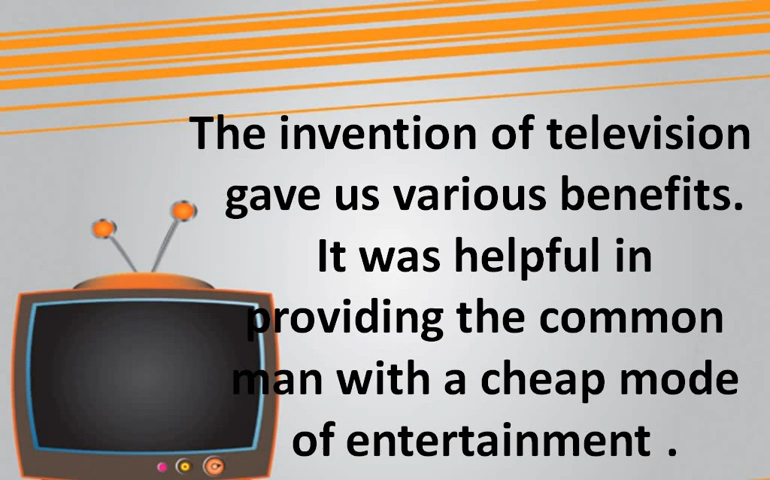 The invention of television
gave us various benefits.
It was helpful in
providing the common
man with a cheap mode
of entertainment .